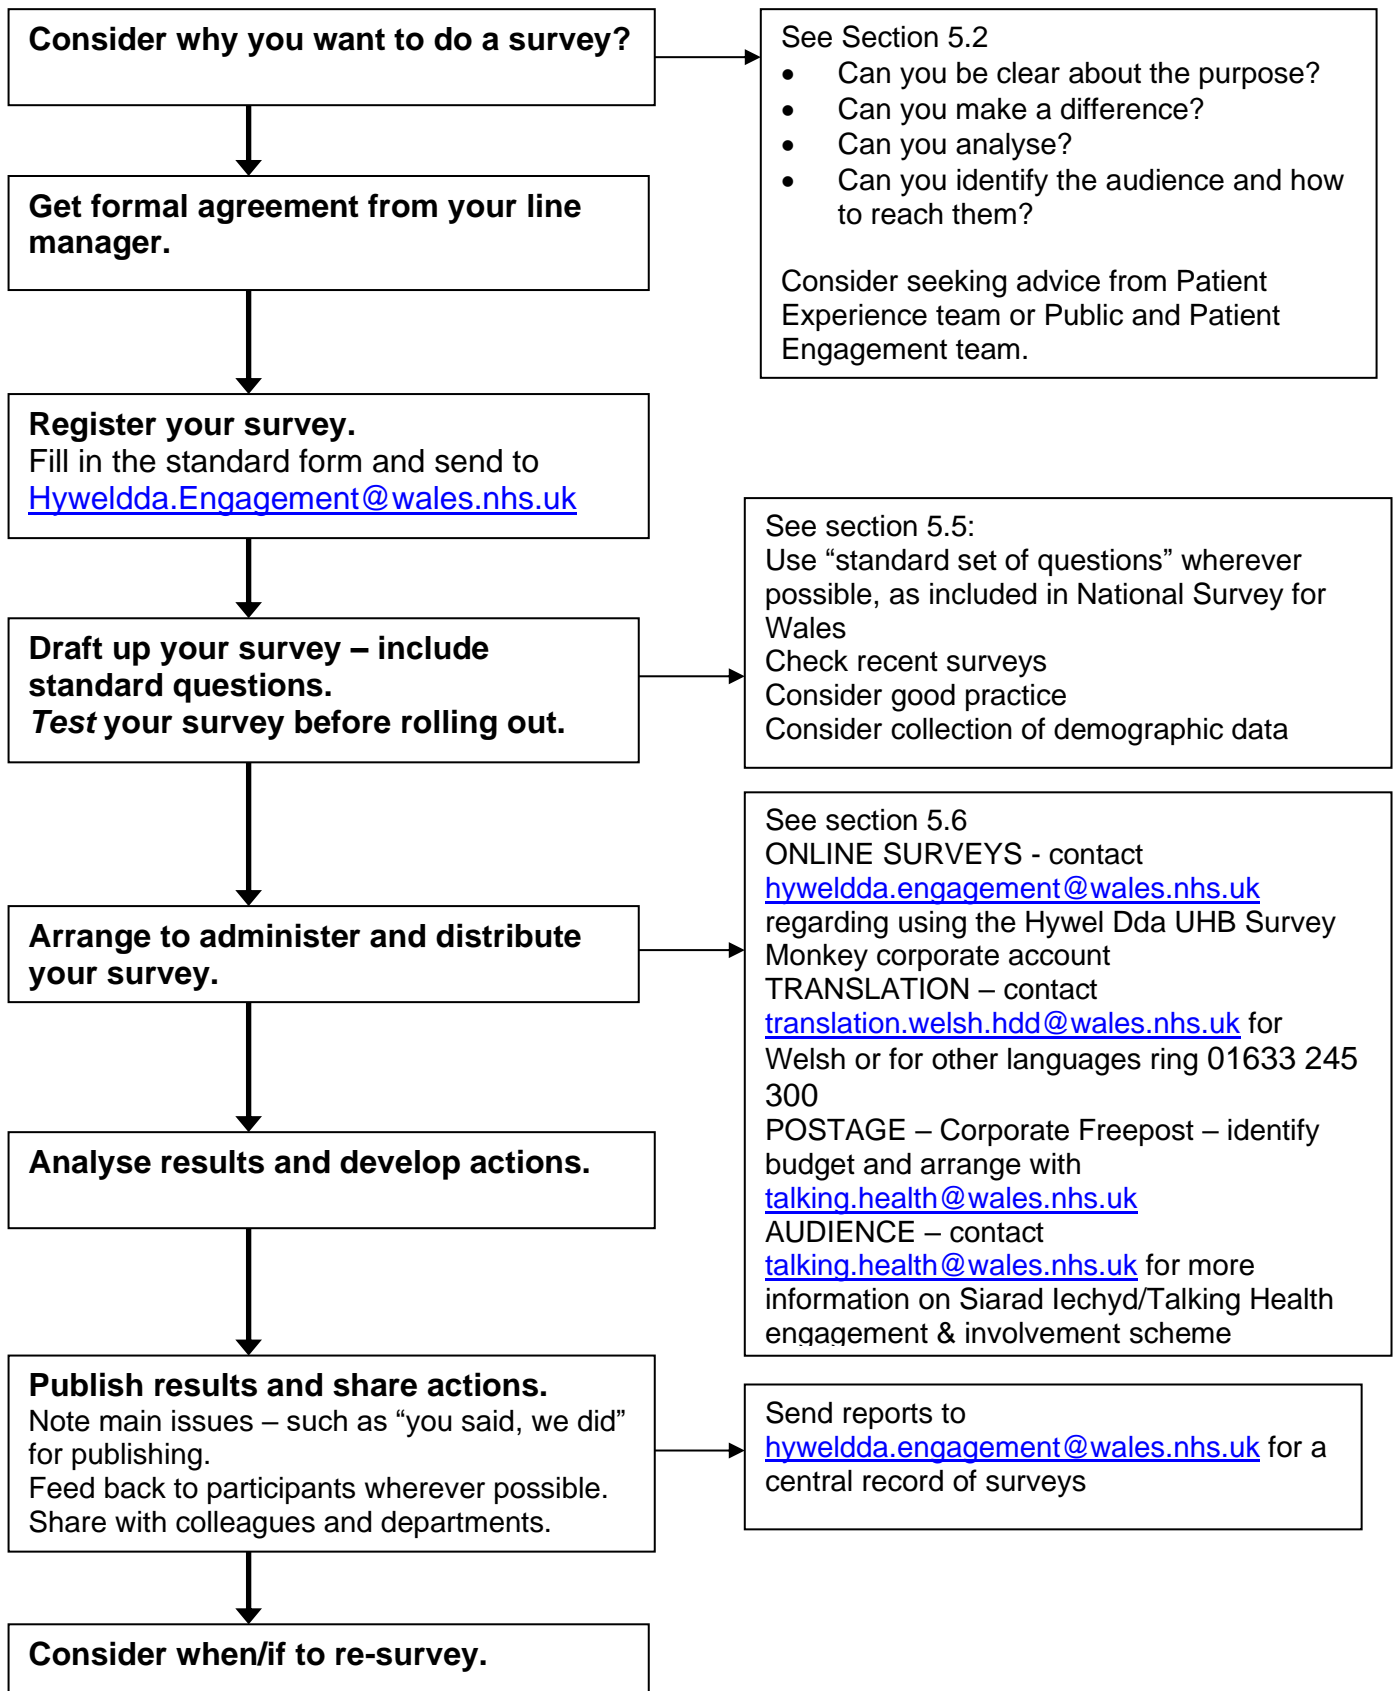 Consider why you want to do a survey?
See Section 5.2
• Can you be clear about the purpose?
• Can you make a difference?
• Can you analyse?
• Can you identify the audience and how
to reach them?
Consider seeking advice from Patient
Experience team or Public and Patient
Engagement team.
Get formal agreement from your line
manager.
Register your survey.
Fill in the standard form and send to
Hyweldda.Engagement@wales.nhs.uk
Draft up your survey – include
standard questions.
Test your survey before rolling out.
See section 5.5:
Use “standard set of questions” wherever
possible, as included in National Survey for
Wales
Check recent surveys
Consider good practice
Consider collection of demographic data
Arrange to administer and distribute
your survey.
See section 5.6
ONLINE SURVEYS - contact
hyweldda.engagement@wales.nhs.uk
regarding using the Hywel Dda UHB Survey
Monkey corporate account
TRANSLATION – contact
translation.welsh.hdd@wales.nhs.uk for
Welsh or for other languages ring 01633 245
300
POSTAGE – Corporate Freepost – identify
budget and arrange with
talking.health@wales.nhs.uk
AUDIENCE – contact
talking.health@wales.nhs.uk for more
information on Siarad Iechyd/Talking Health
engagement & involvement scheme
Analyse results and develop actions.
Publish results and share actions.
Note main issues – such as “you said, we did”
for publishing.
Feed back to participants wherever possible.
Share with colleagues and departments.
Send reports to
hyweldda.engagement@wales.nhs.uk for a
central record of surveys
Consider when/if to re-survey.